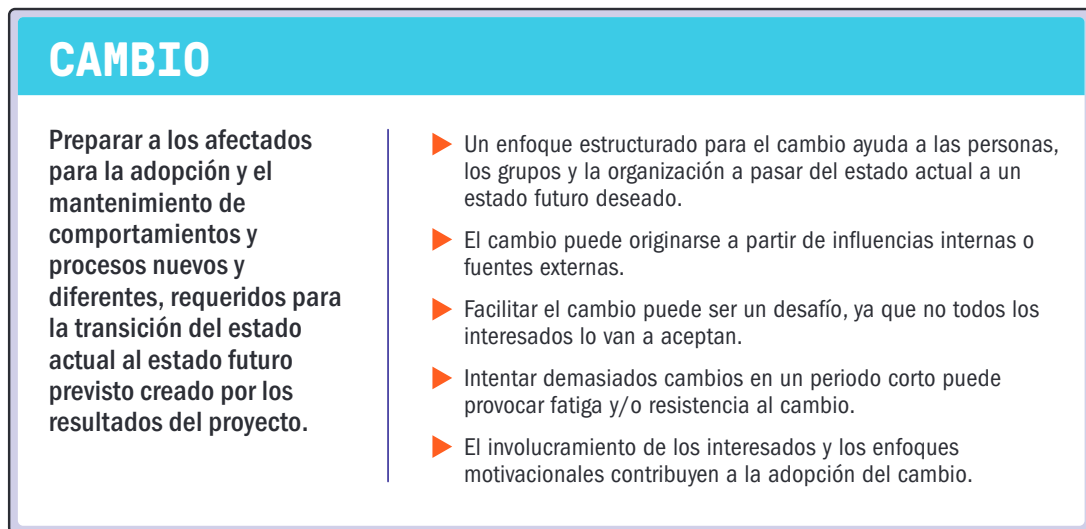 CAMBIO
Preparar a los afectados
para la adopción y el
mantenimiento de
comportamientos y
procesos nuevos y
diferentes, requeridos para
la transición del estado
actual al estado futuro
previsto creado por los
resultados del proyecto.
Un enfoque estructurado para el cambio ayuda a las personas,
los grupos y la organización a pasar del estado actual a un
estado futuro deseado.
El cambio puede originarse a partir de influencias internas o
fuentes externas.
Facilitar el cambio puede ser un desafío, ya que no todos los
interesados lo van a aceptan.
Intentar demasiados cambios en un periodo corto puede
provocar fatiga y/o resistencia al cambio.
El involucramiento de los interesados y los enfoques
motivacionales contribuyen a la adopción del cambio.